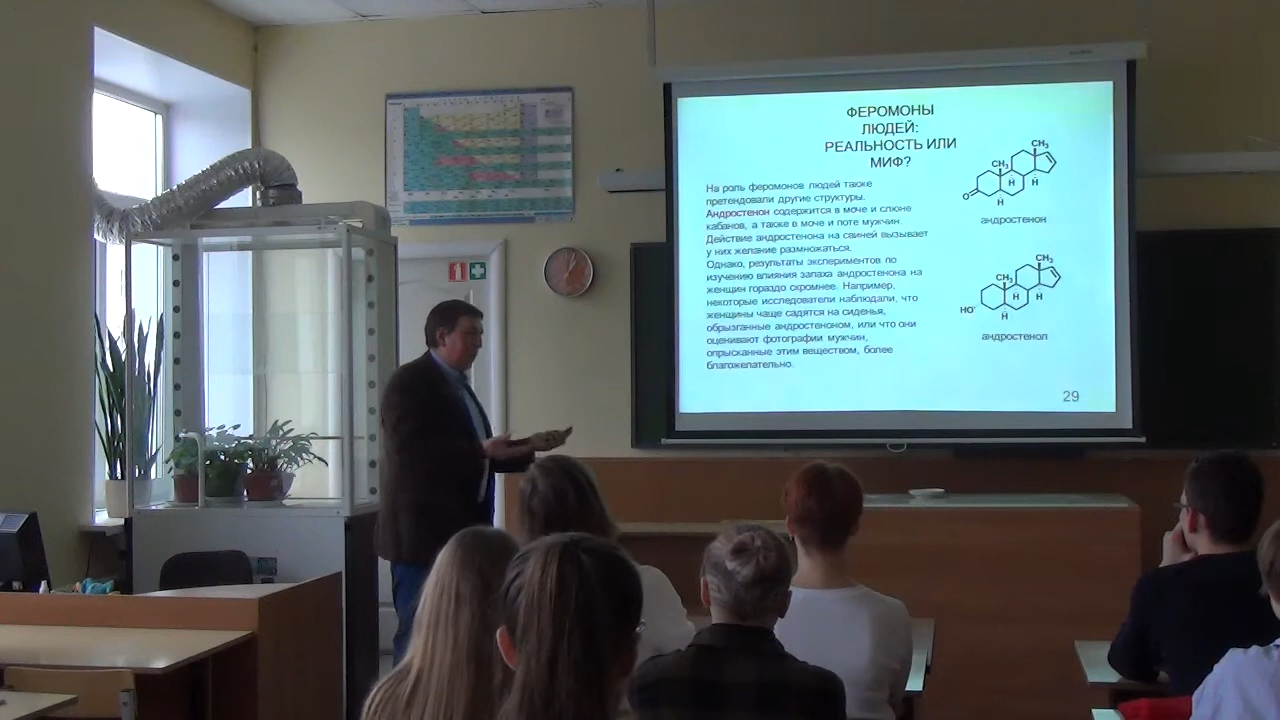 ФЕРОМОНЫ
ЛЮДЕЙ:
РЕАЛЬНОСТЬ ИЛИ
МИФ?
На роль феромонов людей также
претендовали другие структуры.
Андростенон содержится в моче и слюне
кабанов, а также в моче и поте мужчин.
Действие андростенона на свиней вызывает
у них желание размножаться.
Однако, результаты экспериментов по
изучению влияния запаха андростенона на
женщин гораздо скромнее. Например,
некоторые исследователи наблюдали, что
женщины чаще садятся на сиденья,
обрызганные андростеноном, или что они
оценивают фотографии мужчин,
опрысканные этим веществом, более
благожелательно.
CH3
CH3
H
H
H
O
андростенон
CH3
CH3
H
H
H
HO
андростенол
29